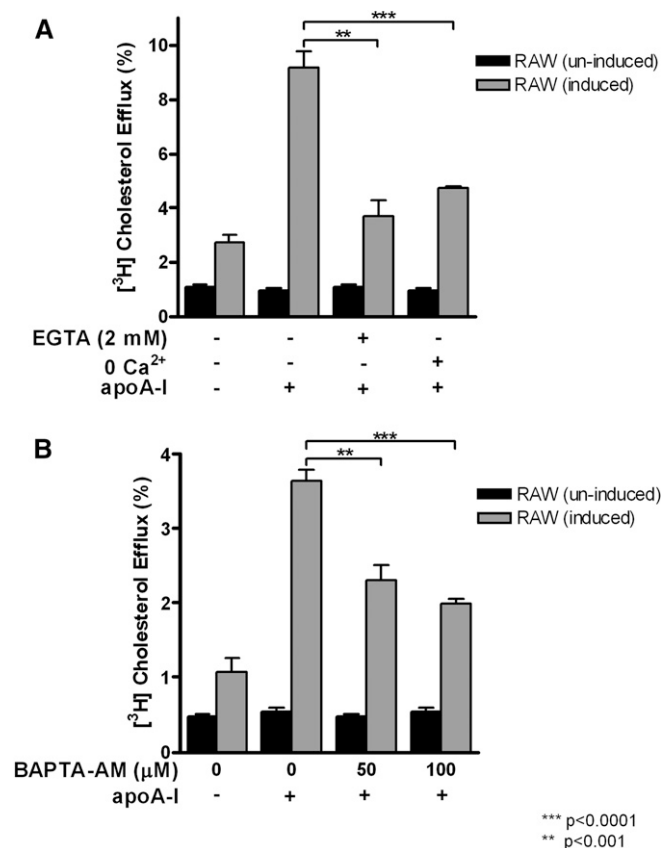 A
[³H] Cholesterol Efflux (%)
10
8
6
4
2
0
***
**
RAW (un-induced)
RAW (induced)
EGTA (2 mM) - - + -
0 Ca²⁺ - - - +
apoA-I - + + +
B
[³H] Cholesterol Efflux (%)
4
3
2
1
0
***
**
RAW (un-induced)
RAW (induced)
BAPTA-AM (μM) 0 0 50 100
apoA-I - + + +
*** p<0.0001
** p<0.001